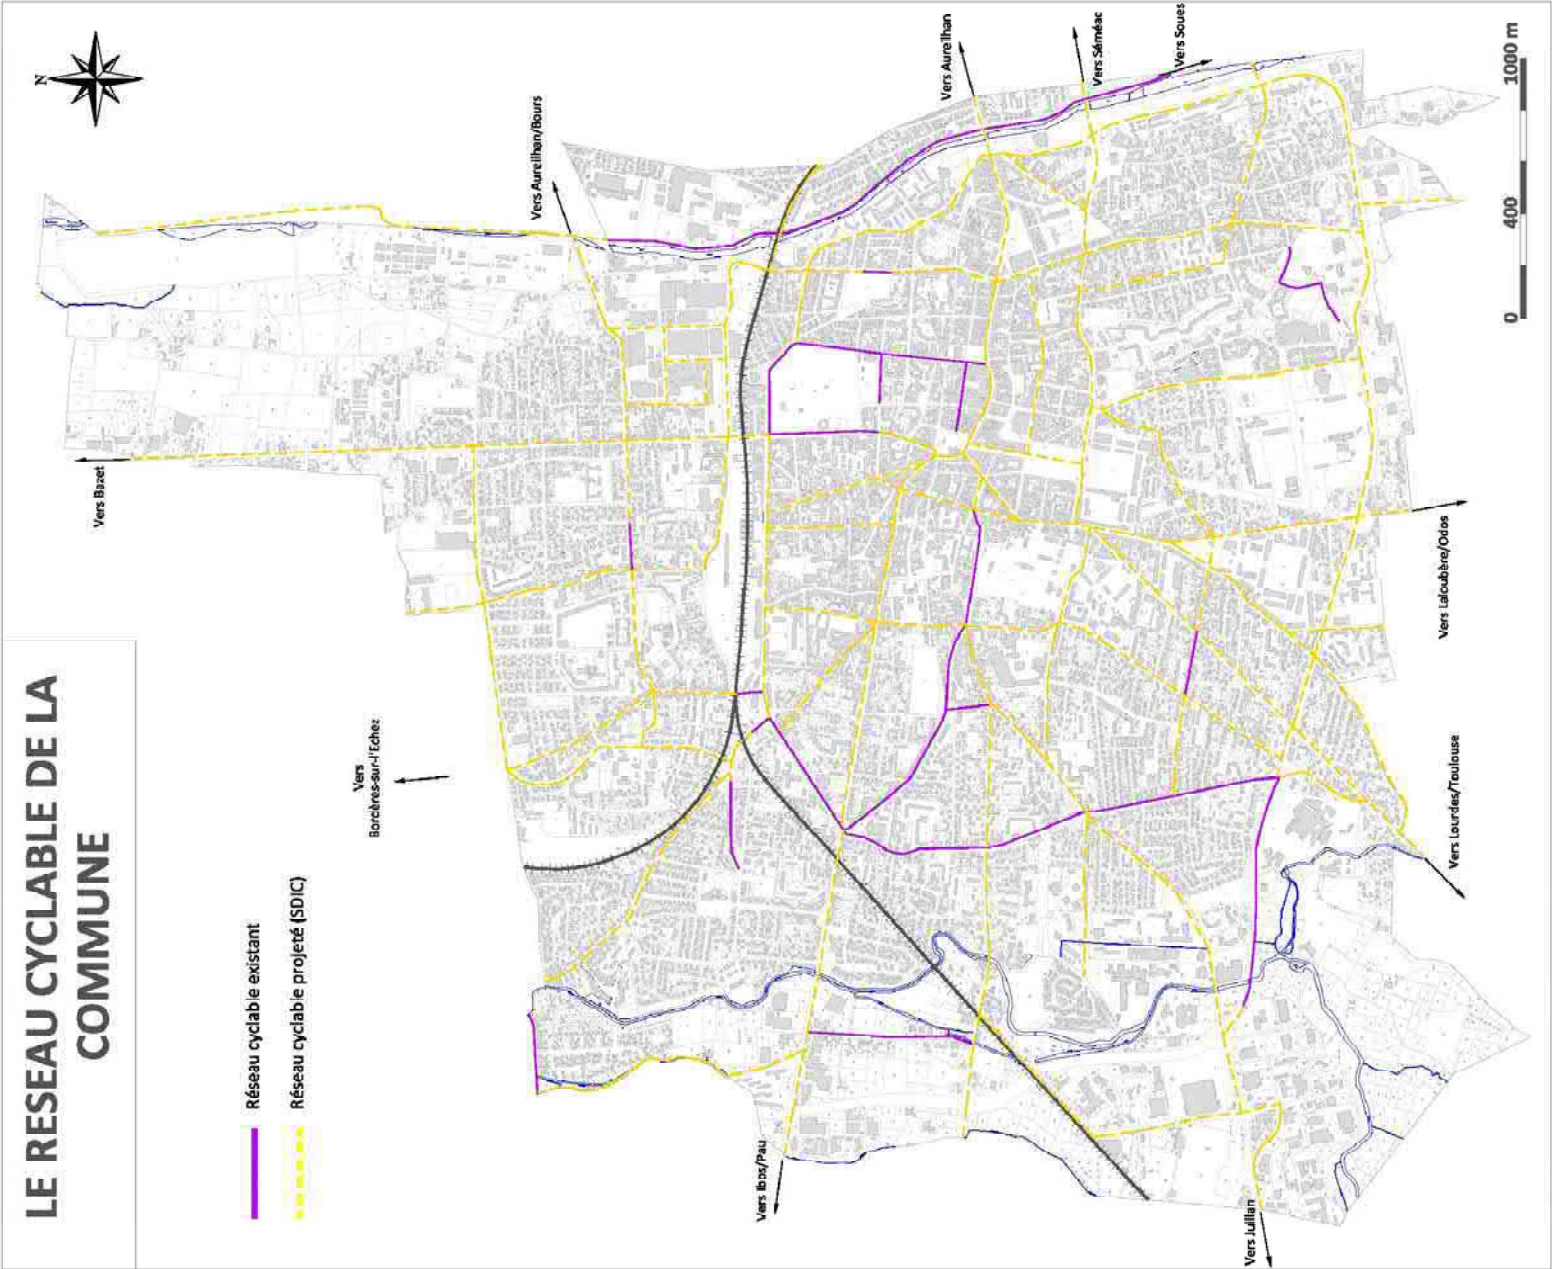 LE RESEAU CYCLABLE DE LA
COMMUNE
Réseau cyclable existant
Réseau cyclable projeté (SDIC)
N
Vers Bazet
Vers
Bordères-sur-l'Echez
Vers Aureilhan/Bours
Vers Aureilhan
Vers Séméac
Vers Soues
Vers Ibos/Pau
Vers Juillan
Vers Lourdes/Toulouse
Vers Laloubère/Odos
0 400 1000 m